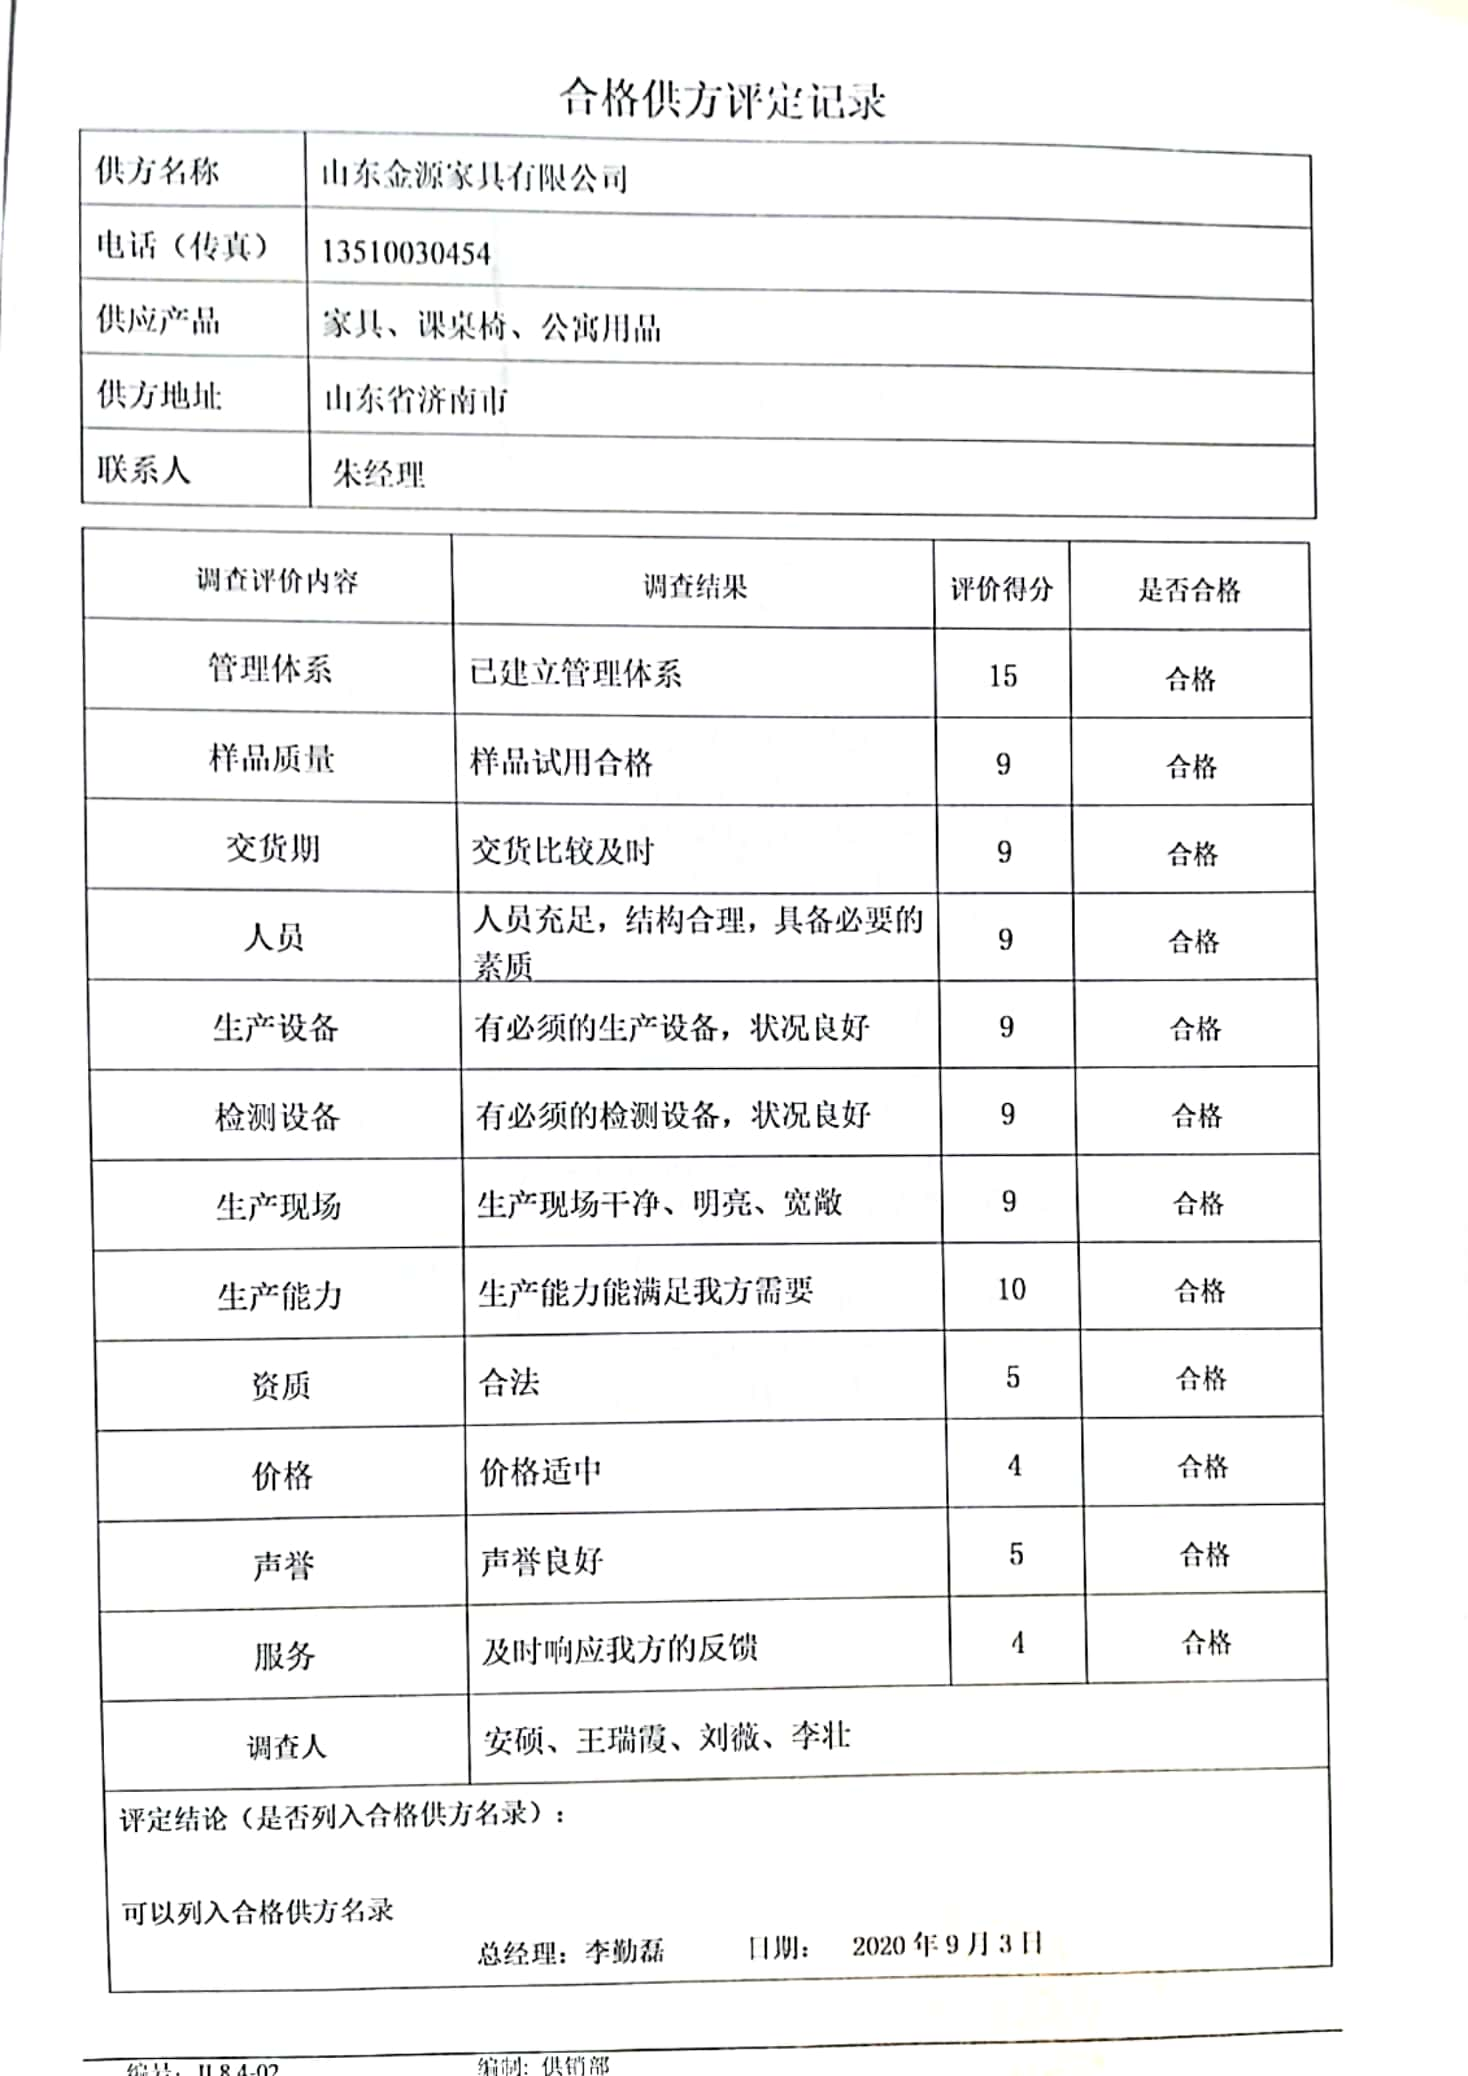 合格供方评定记录
供方名称 山东金源家具有限公司
电话（传真） 13510030454
供应产品 家具、课桌椅、公寓用品
供方地址 山东省济南市
联系人 朱经理
调查评价内容 调查结果 评价得分 是否合格
管理体系 已建立管理体系 15 合格
样品质量 样品试用合格 9 合格
交货期 交货比较及时 9 合格
人员 人员充足，结构合理，具备必要的 9 合格
素质
生产设备 有必须的生产设备，状况良好 9 合格
检测设备 有必须的检测设备，状况良好 9 合格
生产现场 生产现场干净、明亮、宽敞 9 合格
生产能力 生产能力能满足我方需要 10 合格
资质 合法 5 合格
价格 价格适中 4 合格
声誉 声誉良好 5 合格
服务 及时响应我方的反馈 4 合格
调查人 安硕、王瑞霞、刘薇、李壮
评定结论（是否列入合格供方名录）：
可以列入合格供方名录
总经理：李勤磊 日期： 2020年9月3日
编号：JL8.4-02 编制：供销部